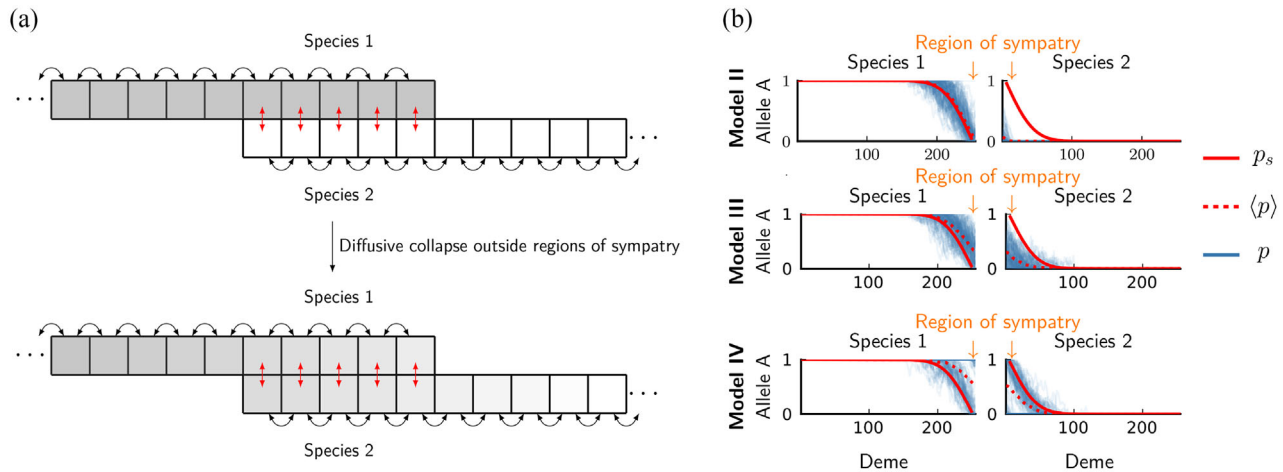 (a)
Species 1
Species 2
Diffusive collapse outside regions of sympatry
Species 1
Species 2
(b)
Region of sympatry
Species 1
Species 2
Model II
Allele A
1
0
100
200
1
0
100
200
Region of sympatry
Species 1
Species 2
Model III
Allele A
1
0
100
200
1
0
100
200
Region of sympatry
Species 1
Species 2
Model IV
Allele A
1
0
100
200
1
0
100
200
Deme
Deme
p_s
⟨p⟩
p